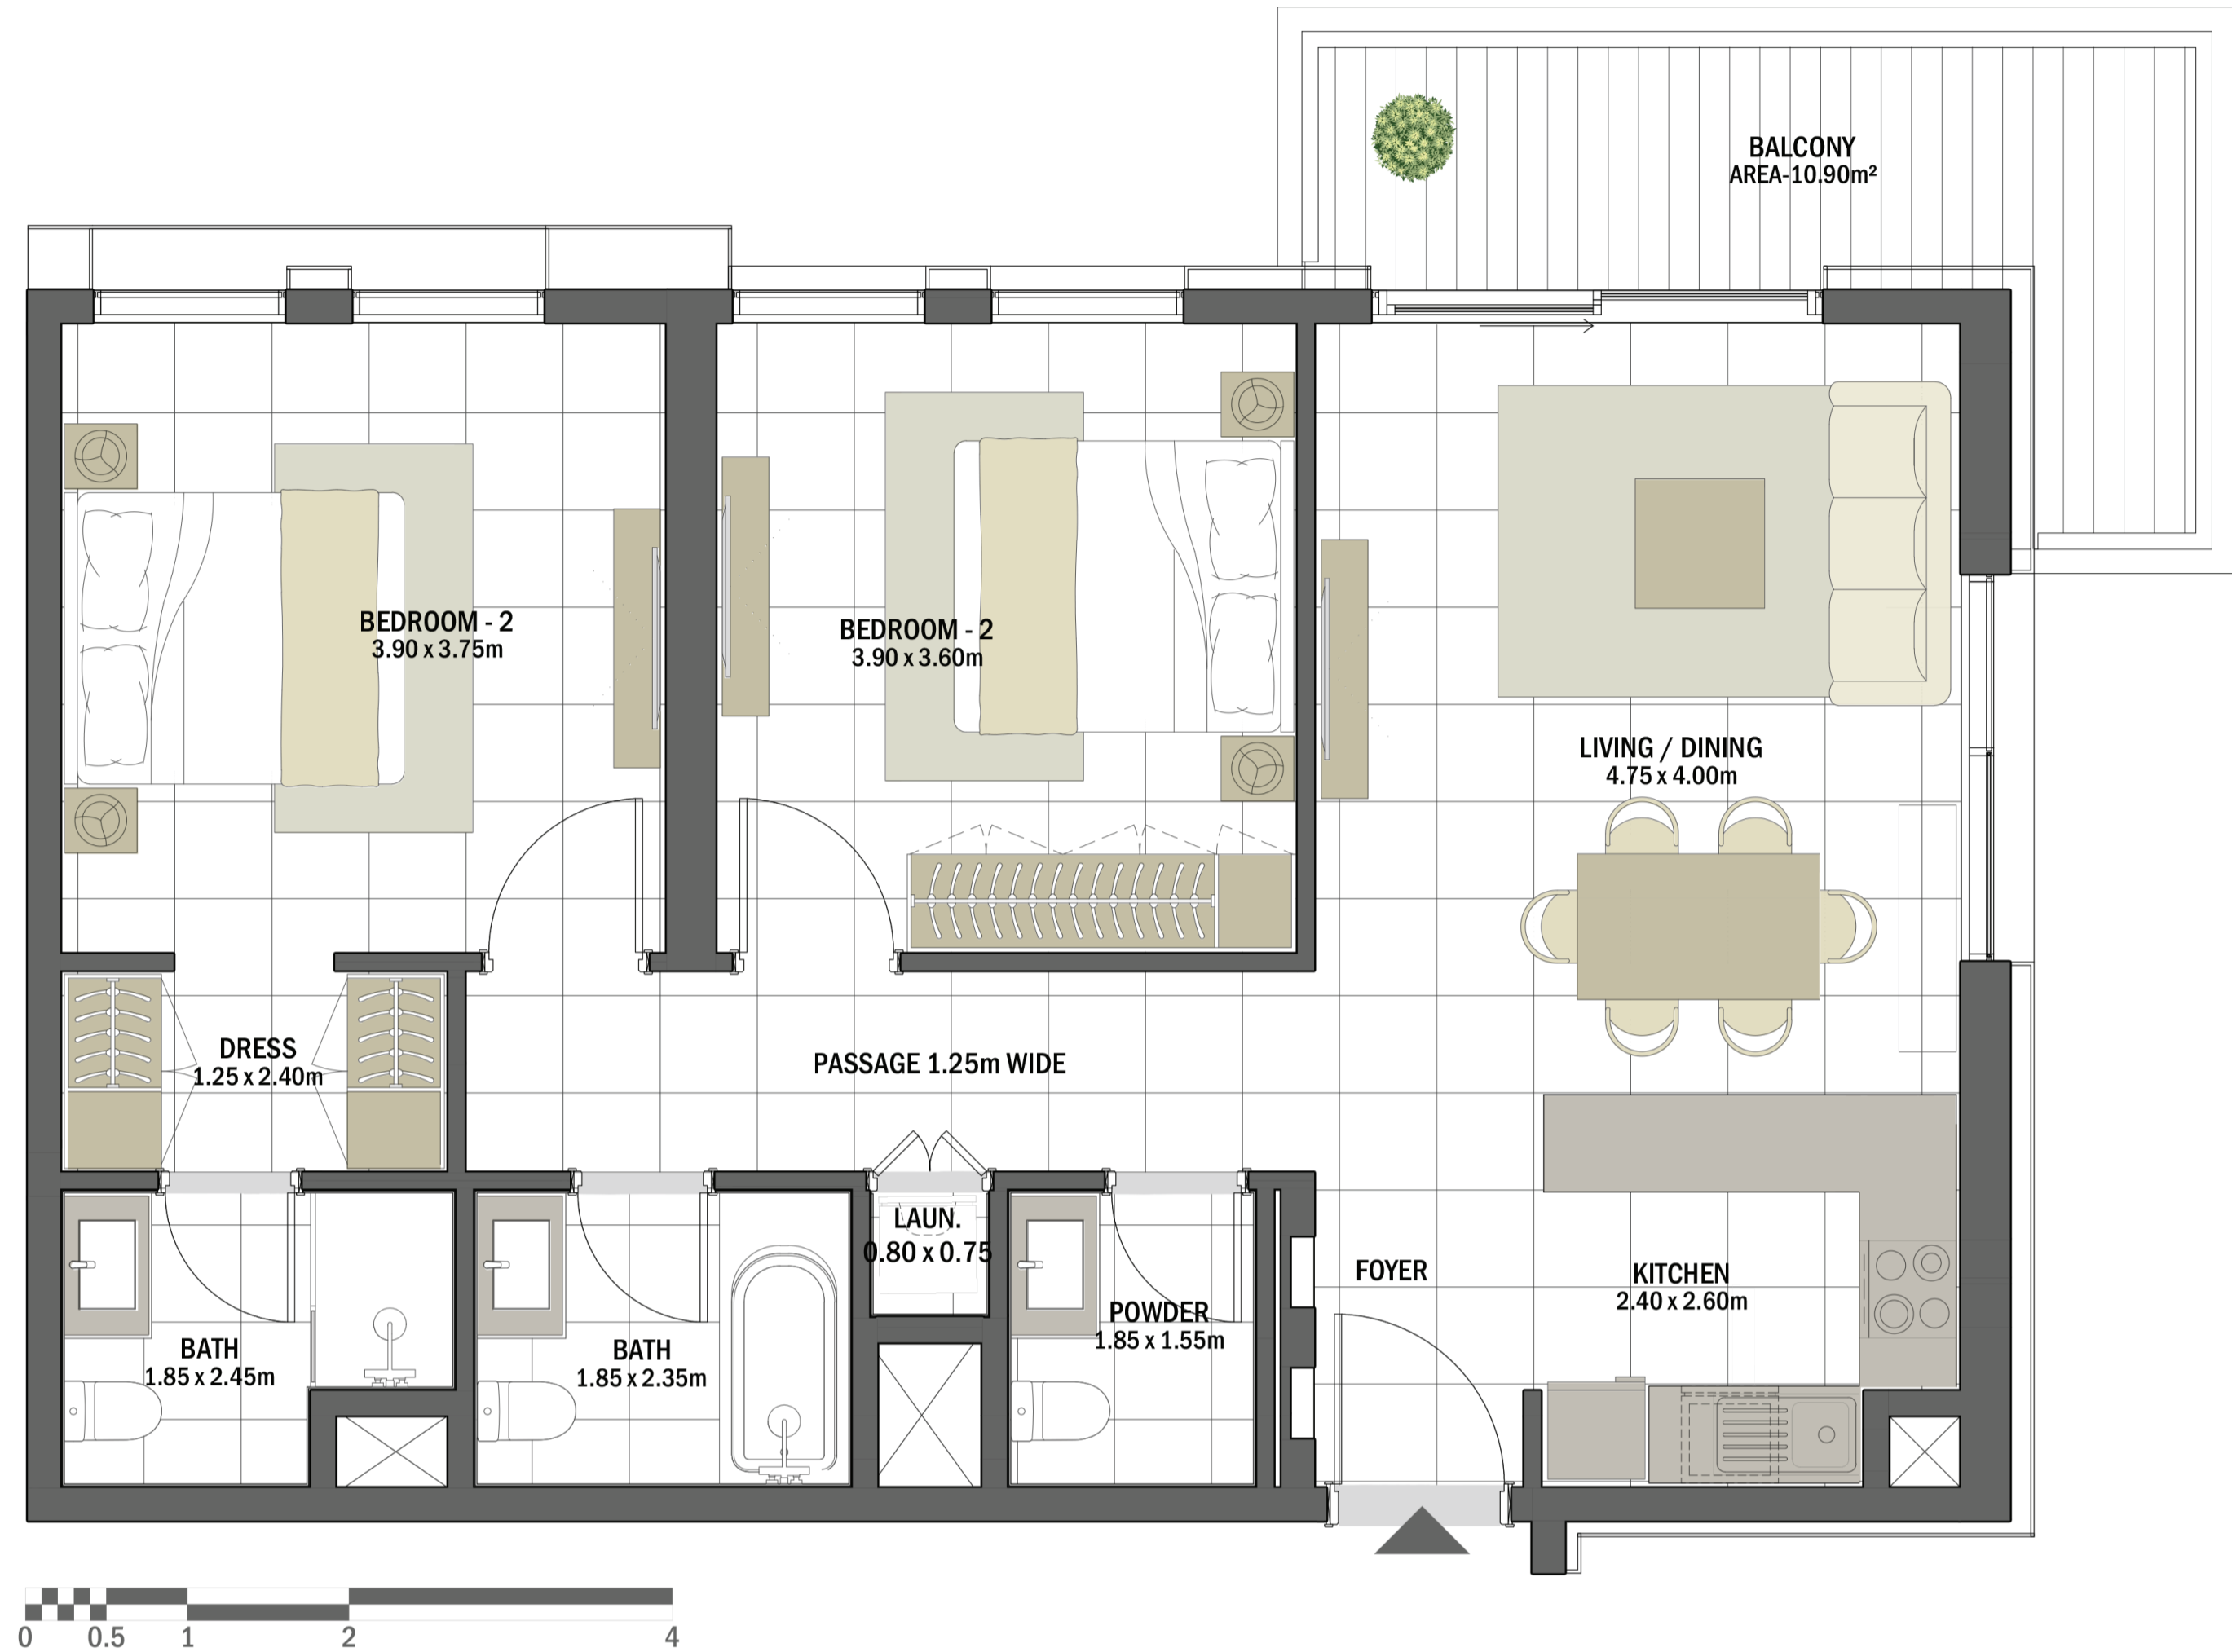 BALCONY
AREA-10.90m²
BEDROOM - 2
3.90 x 3.75m
BEDROOM - 2
3.90 x 3.60m
LIVING / DINING
4.75 x 4.00m
DRESS
1.25 x 2.40m
PASSAGE 1.25m WIDE
LAUN.
0.80 x 0.75
FOYER
KITCHEN
2.40 x 2.60m
POWDER
1.85 x 1.55m
BATH
1.85 x 2.45m
BATH
1.85 x 2.35m
0 0.5 1 2 4